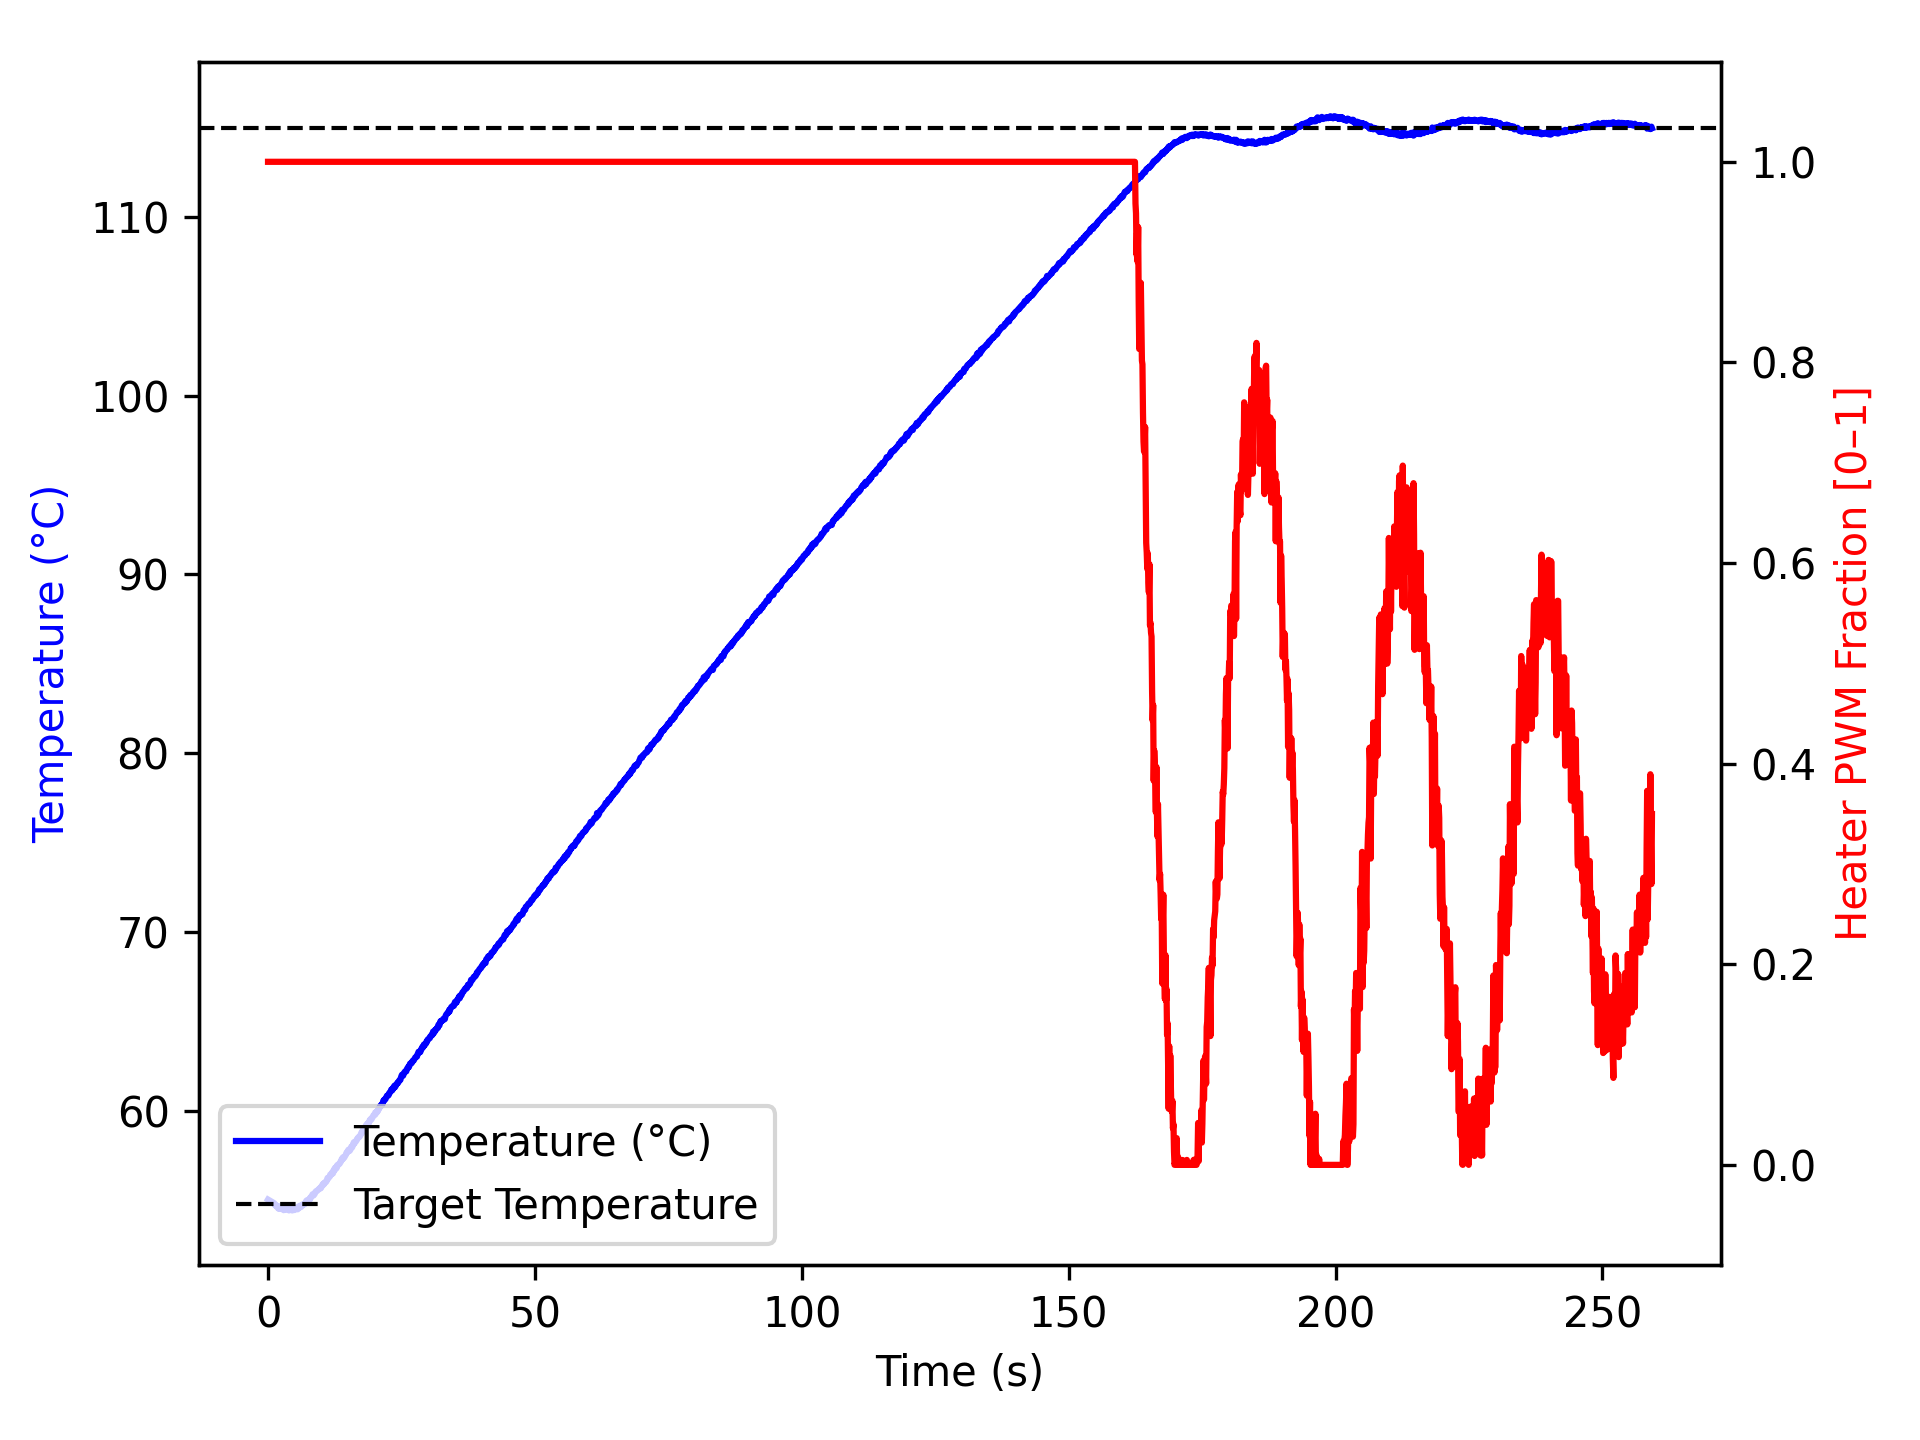 110
100
90
80
70
60
Temperature (°C)
1.0
0.8
0.6
0.4
0.2
0.0
Heater PWM Fraction [0–1]
Temperature (°C)
Target Temperature
0 50 100 150 200 250
Time (s)